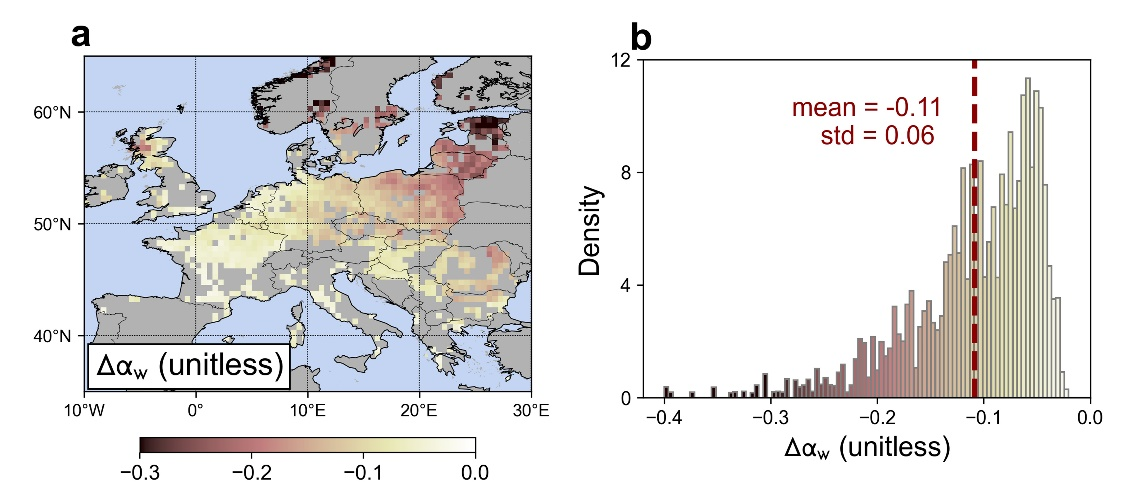 a
60°N
50°N
40°N
Δαw (unitless)
10°W 0° 10°E 20°E 30°E
−0.3 −0.2 −0.1 0.0
b
12
8
4
0
Density
mean = -0.11
std = 0.06
−0.4 −0.3 −0.2 −0.1 0.0
Δαw (unitless)